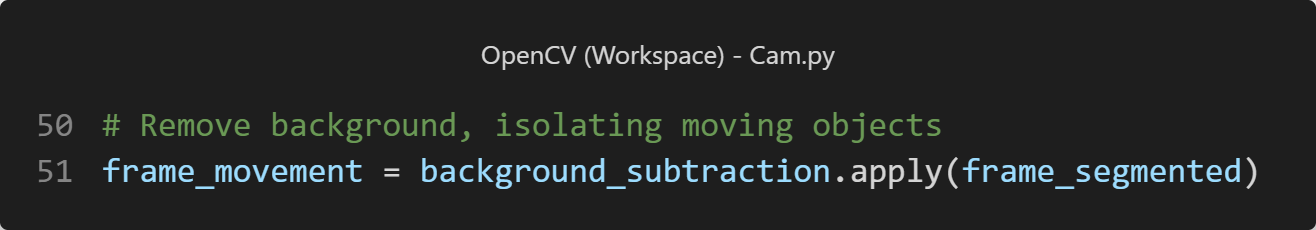 OpenCV (Workspace) - Cam.py
50 # Remove background, isolating moving objects
51 frame_movement = background_subtraction.apply(frame_segmented)